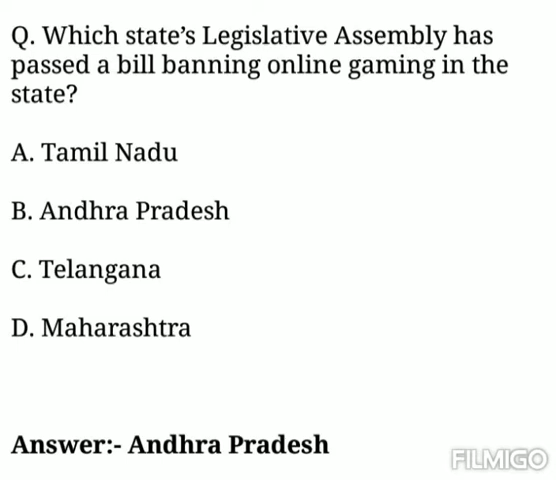 Q. Which state’s Legislative Assembly has
passed a bill banning online gaming in the
state?
A. Tamil Nadu
B. Andhra Pradesh
C. Telangana
D. Maharashtra
Answer:- Andhra Pradesh
FILMIGO